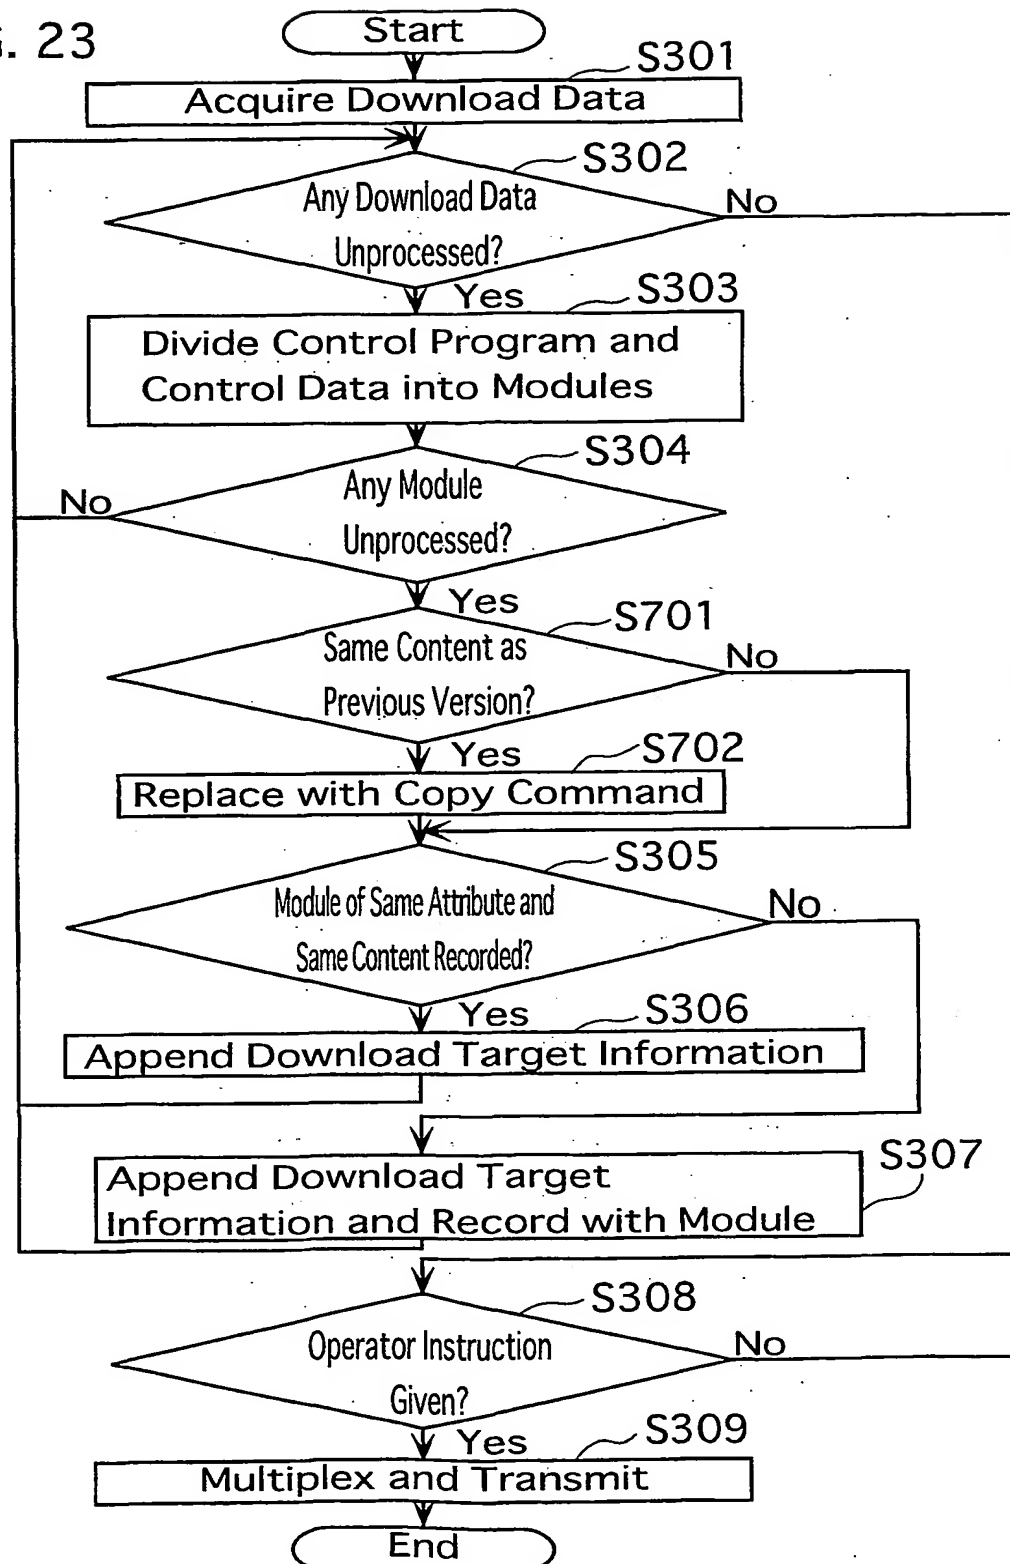 . 23
Start
S301
Acquire Download Data
S302
Any Download Data
Unprocessed?
No
Yes
S303
Divide Control Program and
Control Data into Modules
S304
Any Module
Unprocessed?
No
Yes
S701
Same Content as
Previous Version?
No
Yes
S702
Replace with Copy Command
S305
Module of Same Attribute and
Same Content Recorded?
No
Yes
S306
Append Download Target Information
S307
Append Download Target
Information and Record with Module
S308
Operator Instruction
Given?
No
Yes
S309
Multiplex and Transmit
End